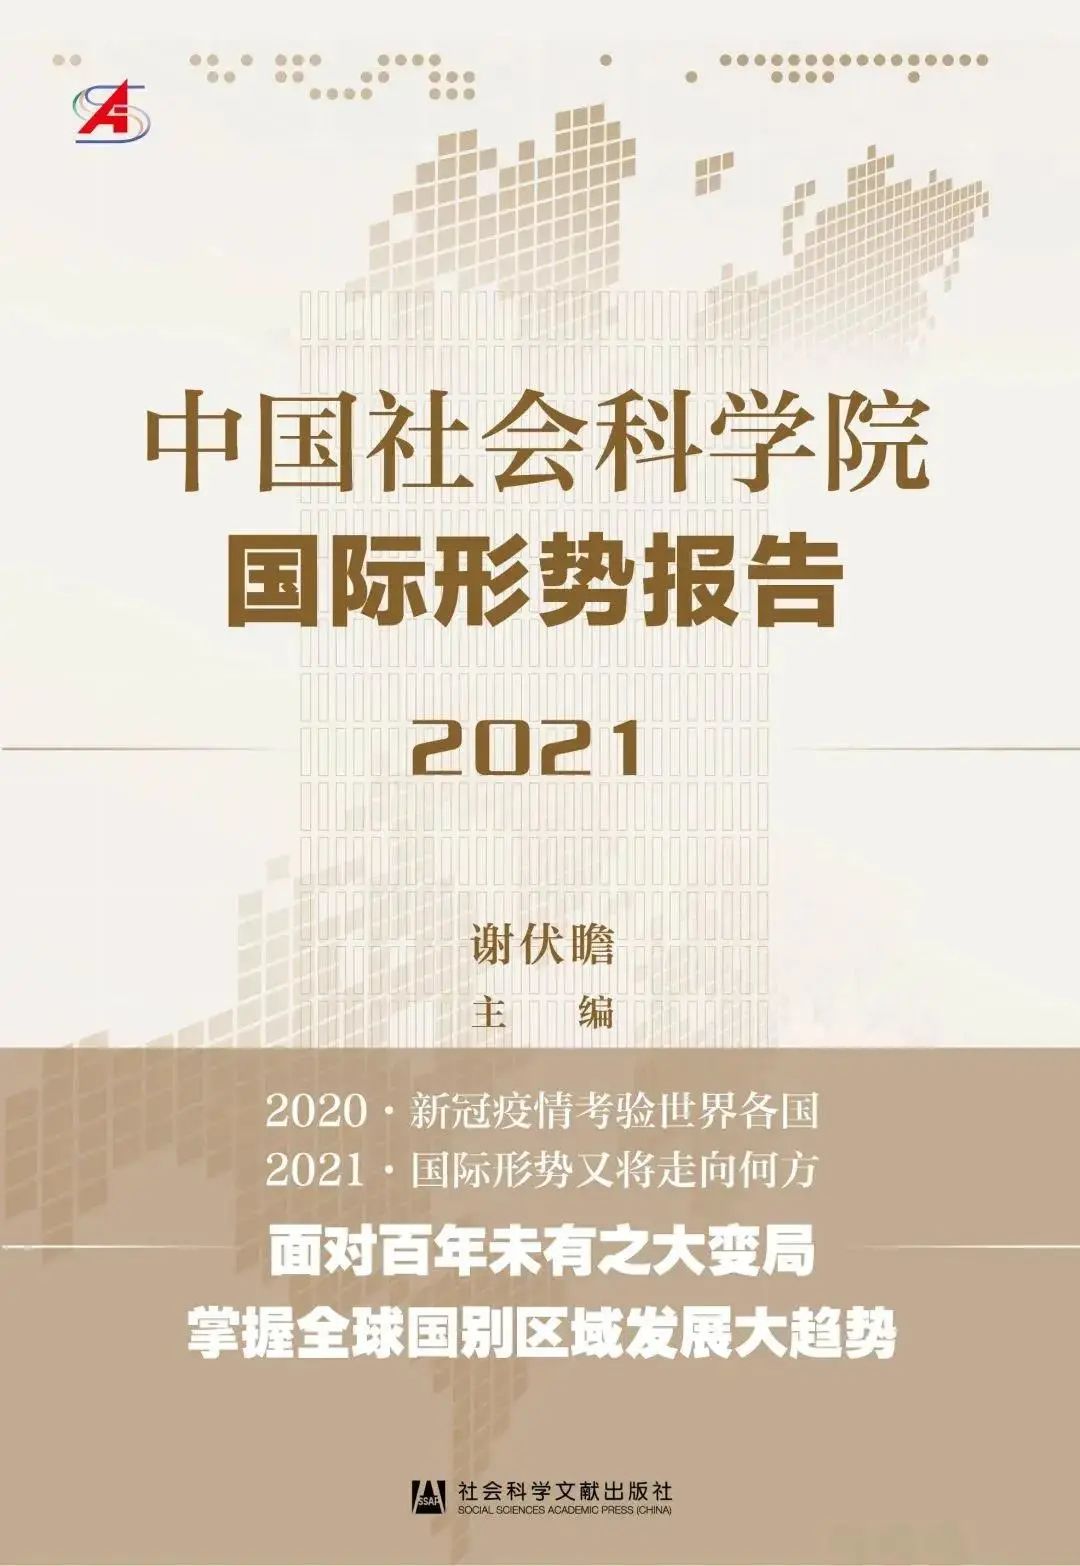 中国社会科学院
国际形势报告
2021
谢伏瞻
主 编
2020·新冠疫情考验世界各国
2021·国际形势又将走向何方
面对百年未有之大变局
掌握全球国别区域发展大趋势
SSAP
社会科学文献出版社
SOCIAL SCIENCES ACADEMIC PRESS (CHINA)